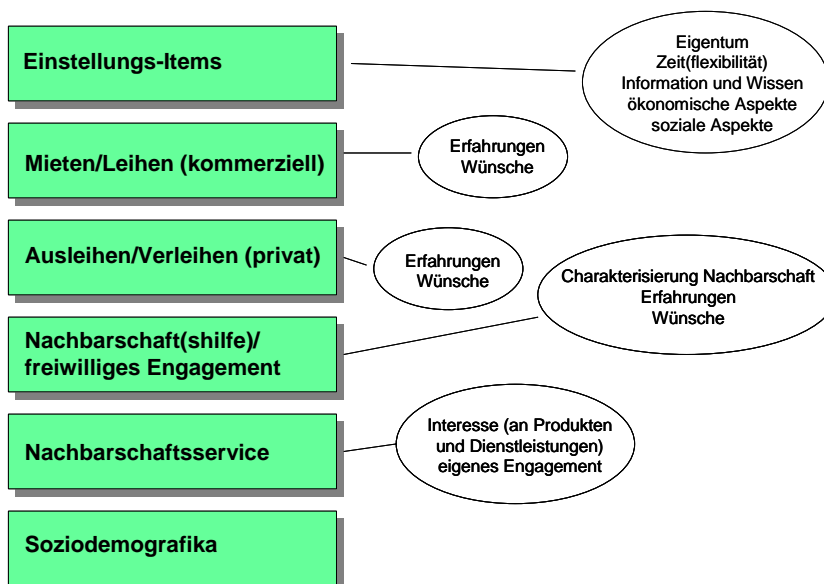 Einstellungs-Items
Eigentum
Zeit(flexibilität)
Information und Wissen
ökonomische Aspekte
soziale Aspekte
Mieten/Leihen (kommerziell)
Erfahrungen
Wünsche
Ausleihen/Verleihen (privat)
Erfahrungen
Wünsche
Nachbarschaft(shilfe)/
freiwilliges Engagement
Charakterisierung Nachbarschaft
Erfahrungen
Wünsche
Nachbarschaftsservice
Interesse (an Produkten
und Dienstleistungen)
eigenes Engagement
Soziodemografika